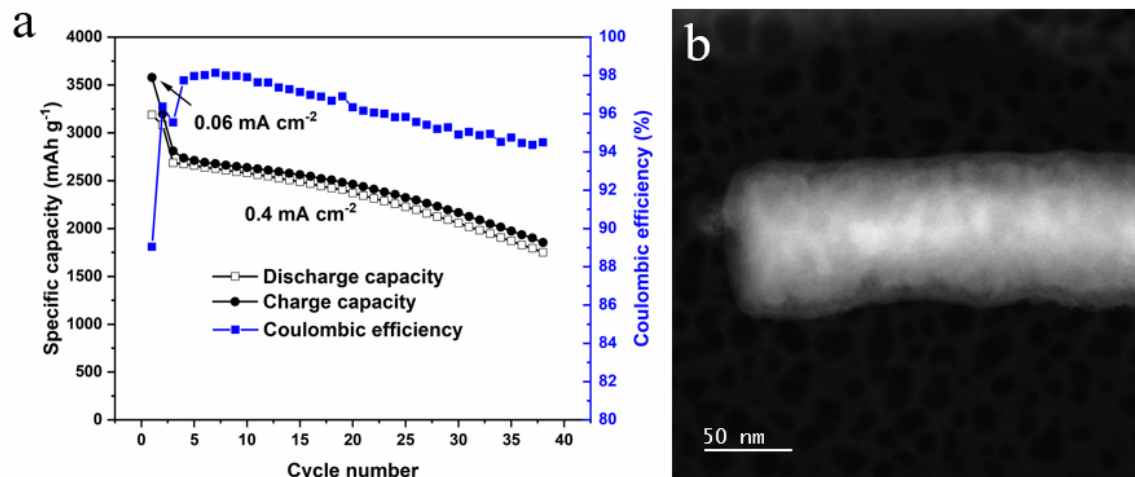 a
4000
3500
3000
2500
2000
1500
1000
500
0
Specific capacity (mAh g-1)
0.06 mA cm-2
0.4 mA cm-2
Discharge capacity
Charge capacity
Coulombic efficiency
0 5 10 15 20 25 30 35 40
Cycle number
100
98
96
94
92
90
88
86
84
82
80
Coulombic efficiency (%)
b
50 nm